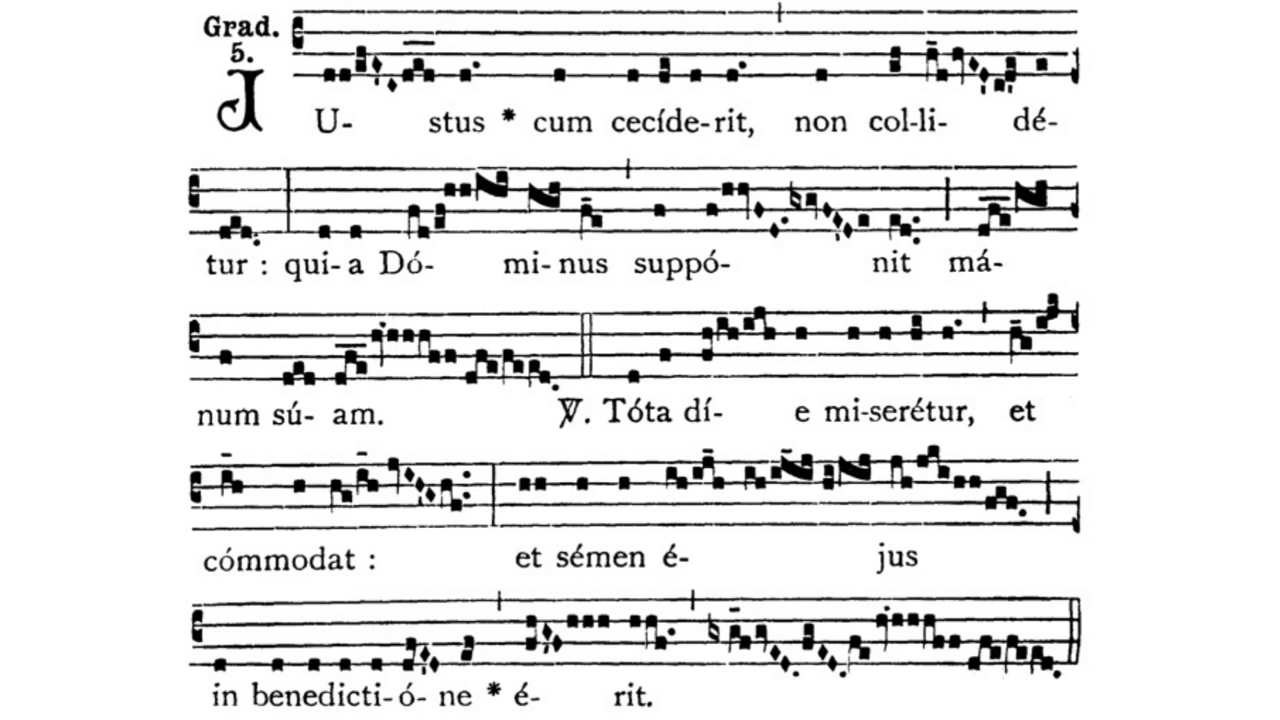 Grad.
5.
JU- stus * cum cecíde-rit, non col-li- dé-
tur : qui-a Dó- mi-nus suppó- nit má-
num sú- am. ℣. Tóta dí- e mi-serétur, et
cómmodat : et sémen é- jus
in benedicti-ó- ne * é- rit.